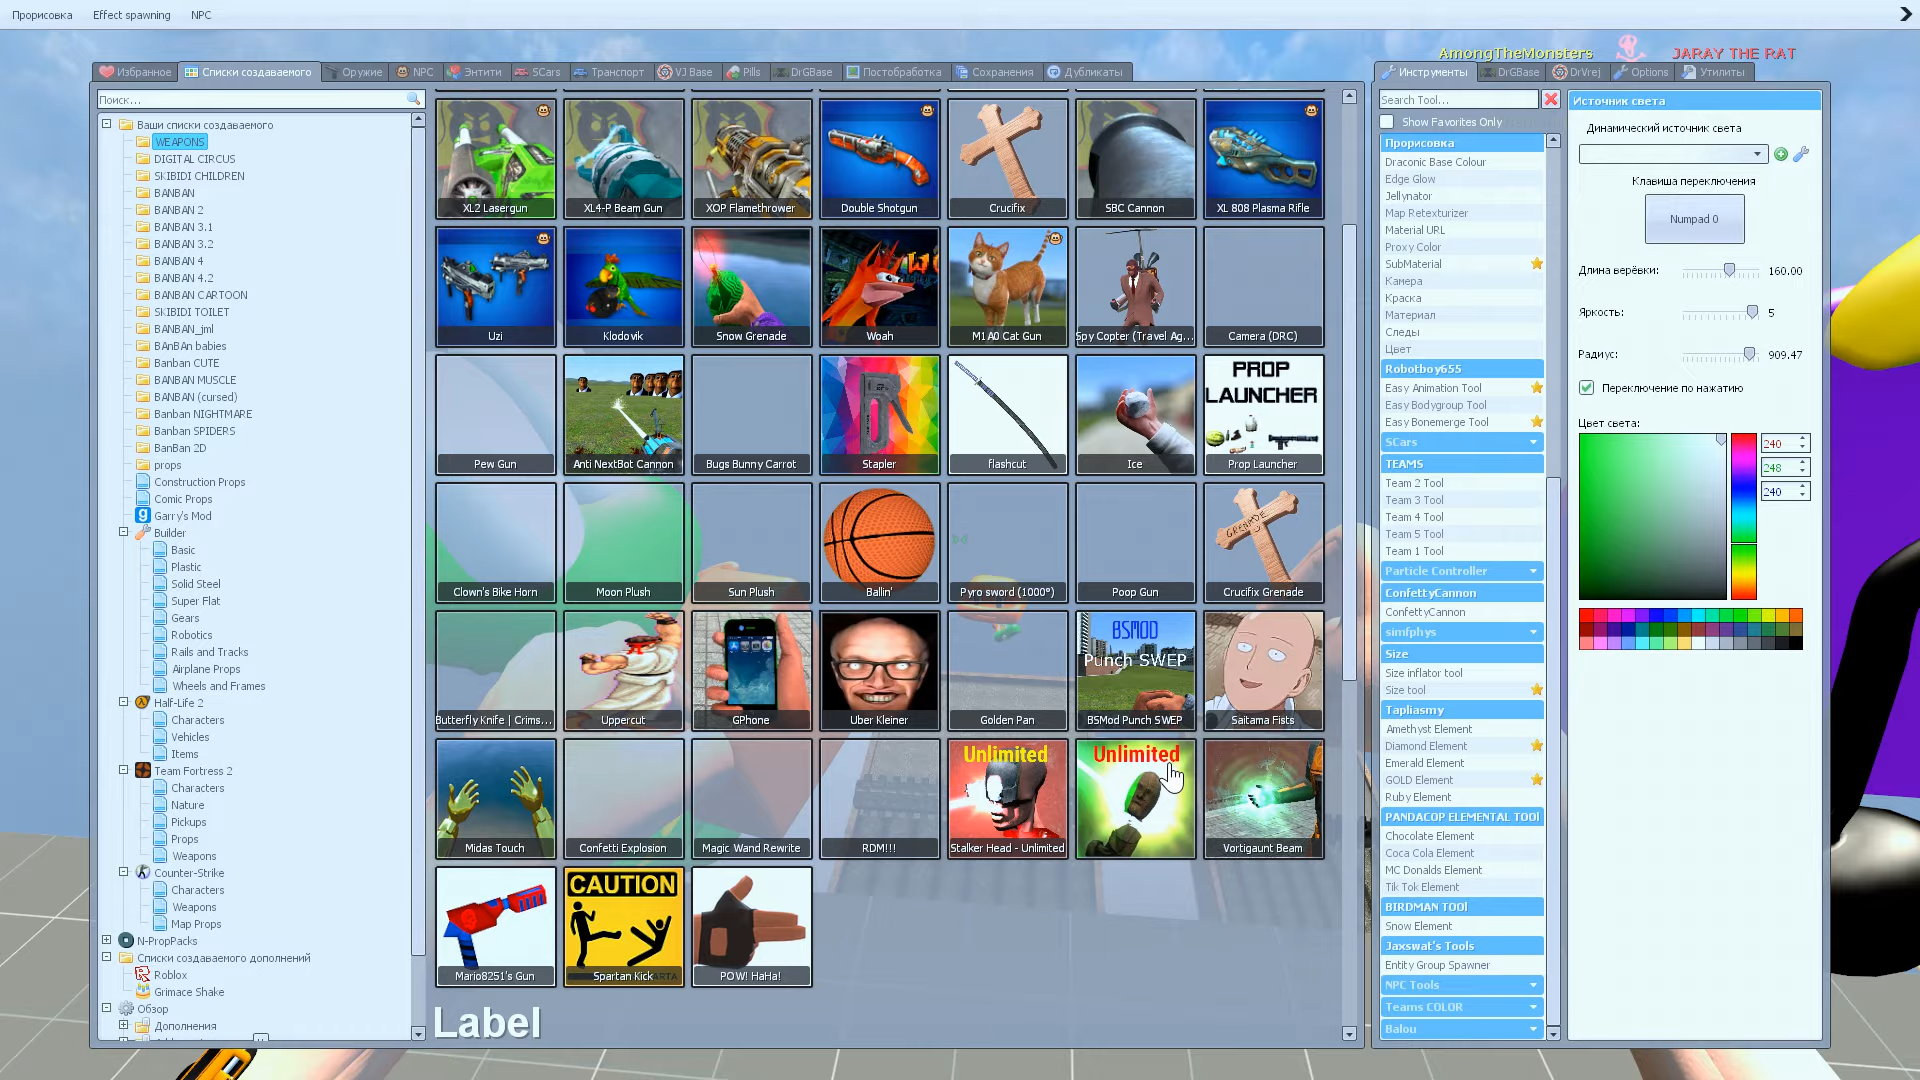 Прорисовка Effect spawning NPC
AmongTheMonsters JARAY THE RAT
Избранное Списки создаваемого Оружие NPC Энтити SCars Транспорт VJ Base Pills DrGBase Постобработка Сохранения Дубликаты
Инструменты DrGBase DrVrej Options Утилиты
Поиск...
Ваши списки создаваемого
WEAPONS
DIGITAL CIRCUS
SKIBIDI CHILDREN
BANBAN
BANBAN 2
BANBAN 3.1
BANBAN 3.2
BANBAN 4
BANBAN 4.2
BANBAN CARTOON
SKIBIDI TOILET
BANBAN_jml
BAnBAn babies
Banban CUTE
BANBAN MUSCLE
BANBAN (cursed)
Banban NIGHTMARE
Banban SPIDERS
BanBan 2D
props
Construction Props
Comic Props
Garry's Mod
Builder
Basic
Plastic
Solid Steel
Super Flat
Gears
Robotics
Rails and Tracks
Airplane Props
Wheels and Frames
Half-Life 2
Characters
Vehicles
Items
Team Fortress 2
Characters
Nature
Pickups
Props
Weapons
Counter-Strike
Characters
Weapons
Map Props
N-PropPacks
Списки создаваемого дополнений
Roblox
Grimace Shake
Обзор
Дополнения
XL2 Lasergun XL4-P Beam Gun XOP Flamethrower Double Shotgun Crucifix SBC Cannon XL 808 Plasma Rifle
Uzi Klodovik Snow Grenade Woah M1A0 Cat Gun Spy Copter (Travel Ag... Camera (DRC)
PROP
LAUNCHER
Pew Gun Anti NextBot Cannon Bugs Bunny Carrot Stapler flashcut Ice Prop Launcher
GRENADE
Clown's Bike Horn Moon Plush Sun Plush Ballin' Pyro sword (1000°) Poop Gun Crucifix Grenade
BSMOD
Punch SWEP
Butterfly Knife | Crims... Uppercut GPhone Uber Kleiner Golden Pan BSMod Punch SWEP Saitama Fists
Unlimited Unlimited
Midas Touch Confetti Explosion Magic Wand Rewrite RDM!!! Stalker Head - Unlimited Vortigaunt Beam
CAUTION
Mario8251's Gun Spartan Kick POW! HaHa!
Label
Search Tool...
Show Favorites Only
Прорисовка
Draconic Base Colour
Edge Glow
Jellynator
Map Retexturizer
Material URL
Proxy Color
SubMaterial
Камера
Краска
Материал
Следы
Цвет
Robotboy655
Easy Animation Tool
Easy Bodygroup Tool
Easy Bonemerge Tool
SCars
TEAMS
Team 2 Tool
Team 3 Tool
Team 4 Tool
Team 5 Tool
Team 1 Tool
Particle Controller
ConfettyCannon
ConfettyCannon
simfphys
Size
Size inflator tool
Size tool
Tapliasmy
Amethyst Element
Diamond Element
Emerald Element
GOLD Element
Ruby Element
PANDACOP ELEMENTAL TOOl
Chocolate Element
Coca Cola Element
MC Donalds Element
Tik Tok Element
BIRDMAN TOOl
Snow Element
Jaxswat's Tools
Entity Group Spawner
NPC Tools
Teams COLOR
Balou
Источник света
Динамический источник света
Клавиша переключения
Numpad 0
Длина верёвки: 160.00
Яркость: 5
Радиус: 909.47
Переключение по нажатию
Цвет света:
240
248
240